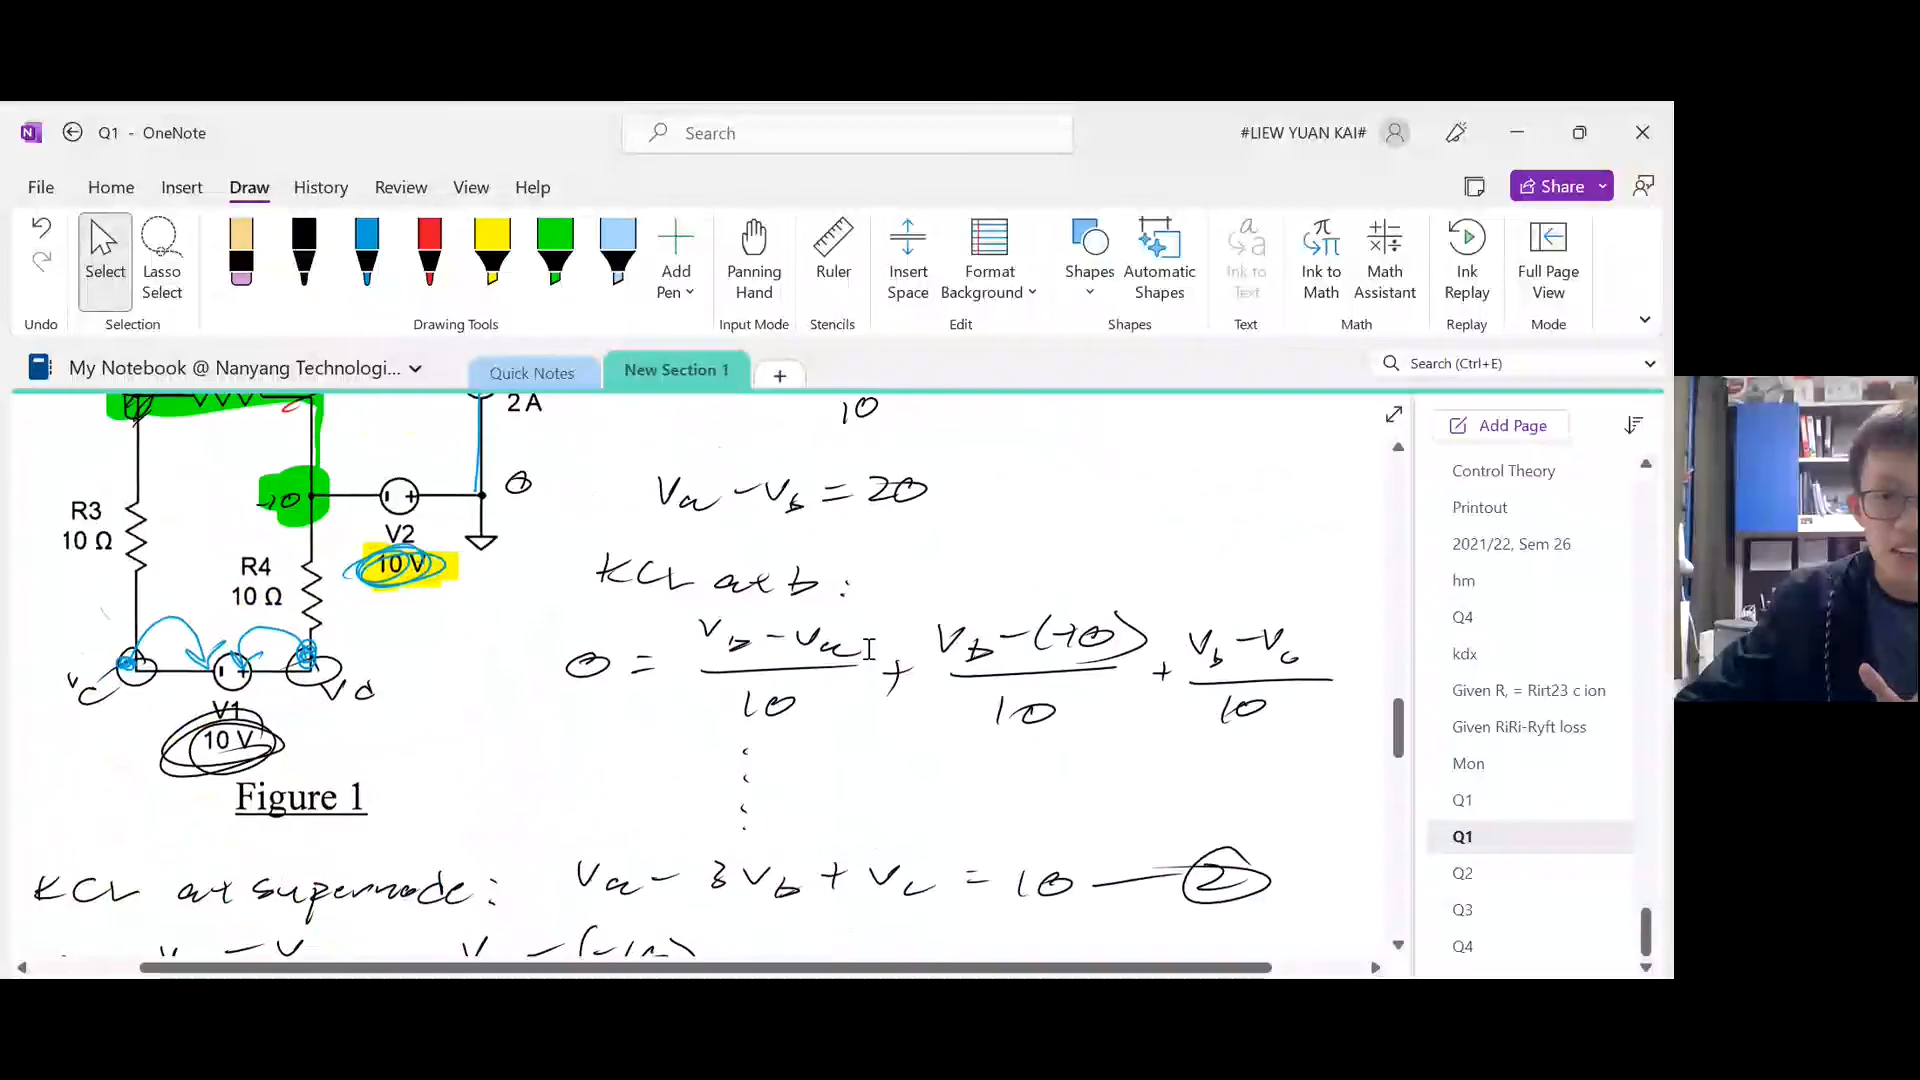 Q1 - OneNote
Search
#LIEW YUAN KAI#
File Home Insert Draw History Review View Help
Share
Select
Lasso Select
Add Pen
Panning Hand
Ruler
Insert Space
Format Background
Shapes
Automatic Shapes
Ink to Text
Ink to Math
Math Assistant
Ink Replay
Full Page View
Undo Selection Drawing Tools Input Mode Stencils Edit Shapes Text Math Replay Mode
My Notebook @ Nanyang Technologi...
Quick Notes
New Section 1
Search (Ctrl+E)
2 A
10
Va - Vb = 20
0
-10
R3
10 Ω
V2
10 V
R4
10 Ω
KCL at b:
0 = Vb - Va / 10 + Vb - (-10) / 10 + Vb - Vc / 10
Vc
Vd
V1
10 V
Figure 1
KCL at supernode:
Va - 3Vb + Vc = 10 — 2
Add Page
Control Theory
Printout
2021/22, Sem 26
hm
Q4
kdx
Given R, = Rirt23 c ion
Given RiRi-Ryft loss
Mon
Q1
Q1
Q2
Q3
Q4